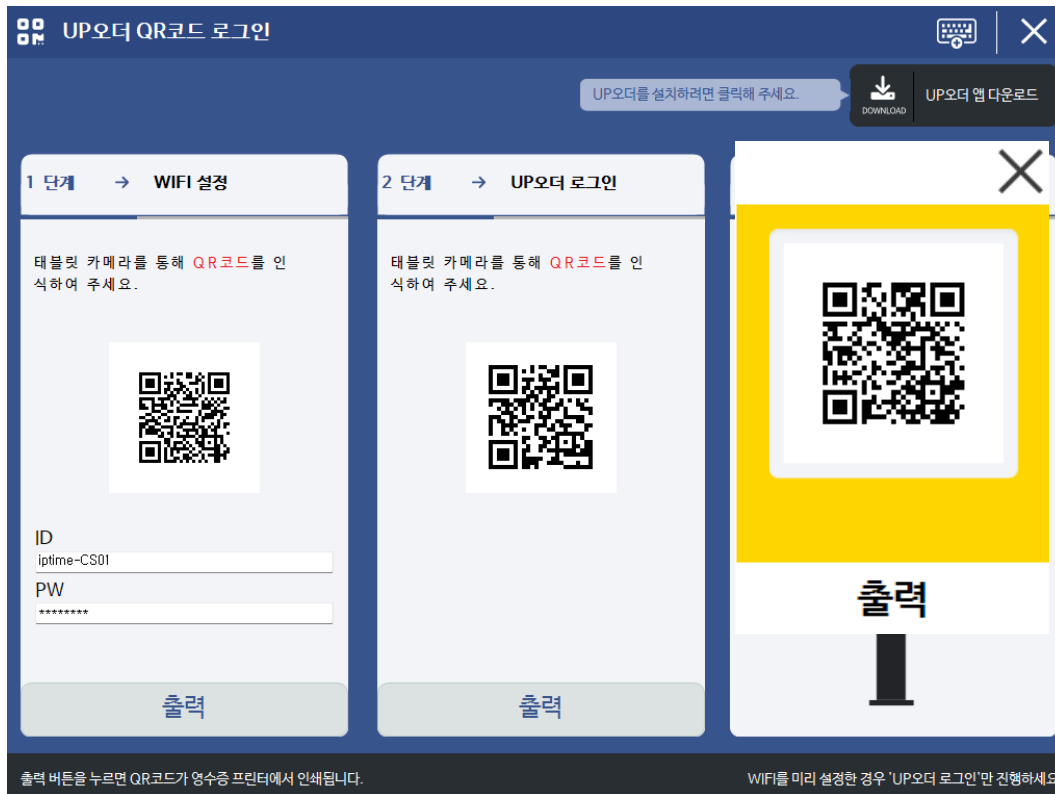 UP오더 QR코드 로그인
UP오더를 설치하려면 클릭해 주세요.
DOWNLOAD
UP오더 앱 다운로드
1 단계 → WIFI 설정
태블릿 카메라를 통해 QR코드를 인
식하여 주세요.
ID
iptime-CS01
PW
********
출력
2 단계 → UP오더 로그인
태블릿 카메라를 통해 QR코드를 인
식하여 주세요.
출력
출력
출력 버튼을 누르면 QR코드가 영수증 프린터에서 인쇄됩니다.
WIFI를 미리 설정한 경우 'UP오더 로그인'만 진행하세요